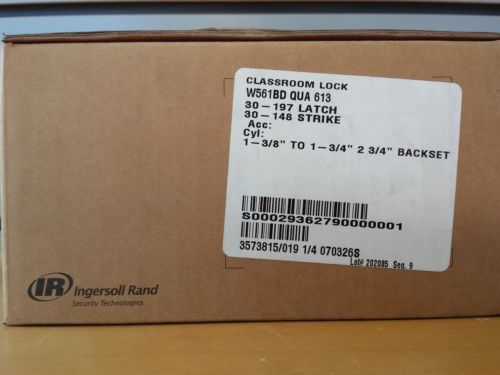 CLASSROOM LOCK
W561BD QUA 613
30-197 LATCH
30-148 STRIKE
Acc:
Cyl:
1-3/8" TO 1-3/4" 2 3/4" BACKSET
S00029362790000001
3573815/019 1/4 070326S
Lot# 202085 Seq. 9
IR Ingersoll Rand
Security Technologies